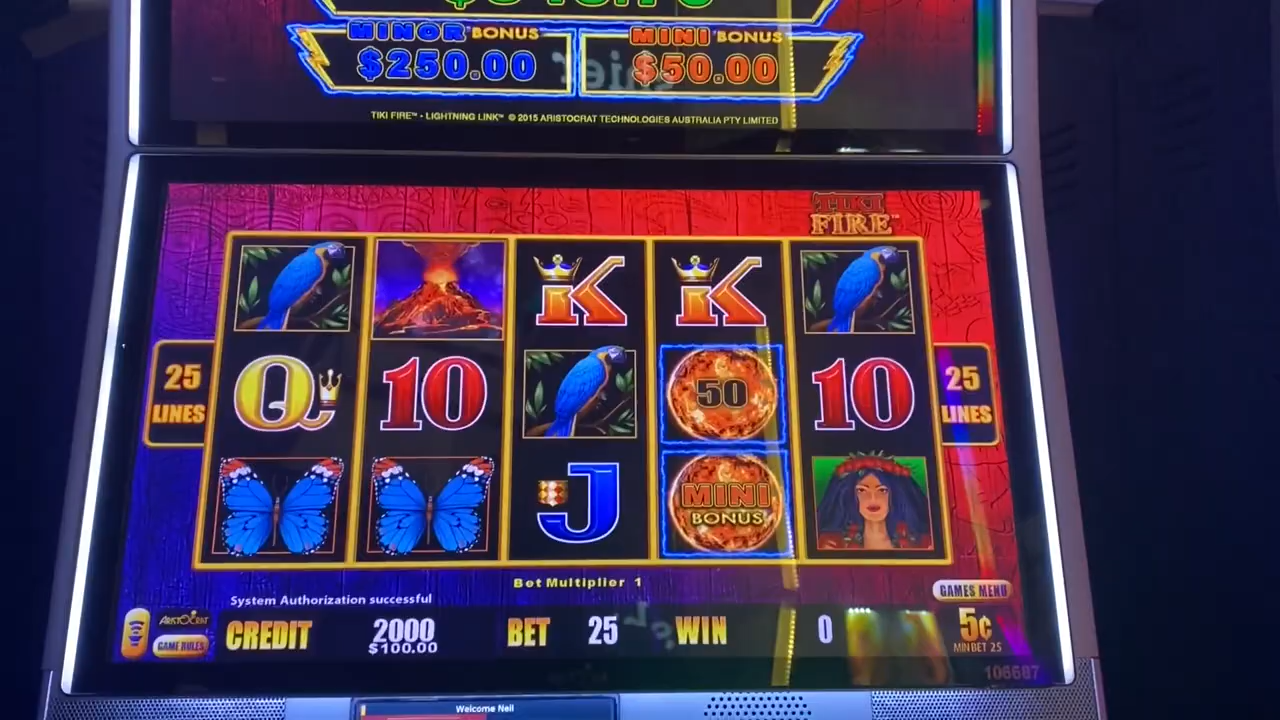 MINOR BONUS
$250.00
MINI BONUS
$50.00
TIKI FIRE™ - LIGHTNING LINK™ © 2015 ARISTOCRAT TECHNOLOGIES AUSTRALIA PTY LIMITED
TIKI
FIRE™
K
K
25
LINES
Q
10
50
10
25
LINES
J
MINI
BONUS
Bet Multiplier 1
System Authorization successful
GAMES MENU
ARISTOCRAT
GAME RULES
CREDIT
2000
$100.00
BET
25
WIN
0
5¢
MIN BET 25
106687
Welcome Neil